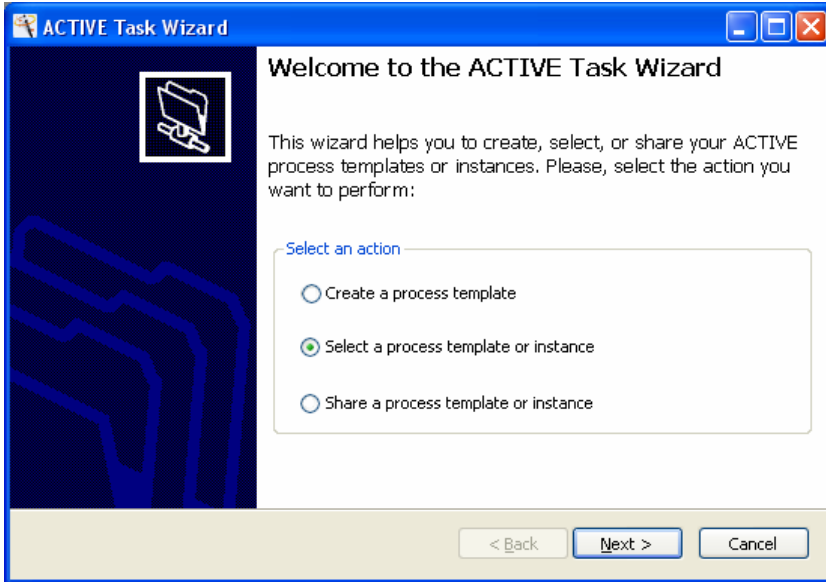 ACTIVE Task Wizard
Welcome to the ACTIVE Task Wizard
This wizard helps you to create, select, or share your ACTIVE
process templates or instances. Please, select the action you
want to perform:
Select an action
Create a process template
Select a process template or instance
Share a process template or instance
< Back
Next >
Cancel